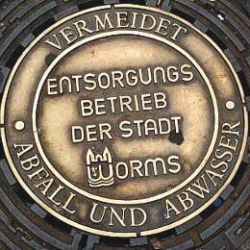 VERMEIDET
ENTSORGUNGS
BETRIEB
DER STADT
WORMS
• ABFALL UND ABWASSER •